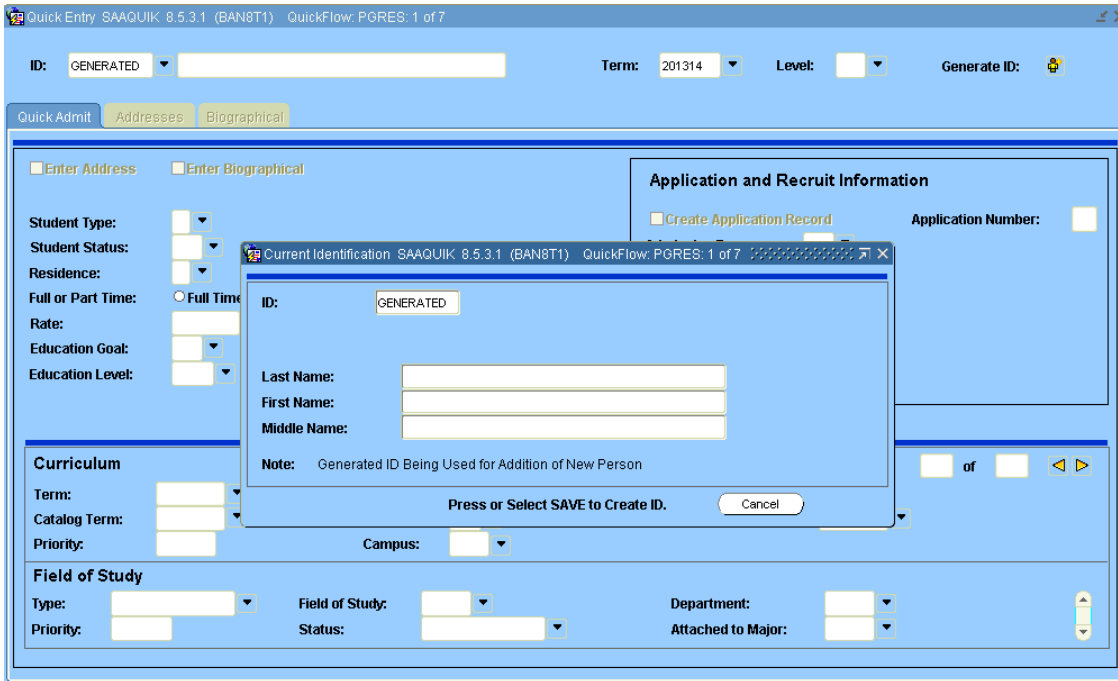 Quick Entry SAAQUIK 8.5.3.1 (BAN8T1) QuickFlow: PGRES: 1 of 7
ID: GENERATED Term: 201314 Level: Generate ID:
Quick Admit Addresses Biographical
Enter Address Enter Biographical
Application and Recruit Information
Create Application Record Application Number:
Student Type:
Student Status:
Residence:
Full or Part Time: Full Time
Rate:
Education Goal:
Education Level:
Current Identification SAAQUIK 8.5.3.1 (BAN8T1) QuickFlow: PGRES: 1 of 7
ID: GENERATED
Last Name:
First Name:
Middle Name:
Note: Generated ID Being Used for Addition of New Person
Press or Select SAVE to Create ID. Cancel
Curriculum of
Term:
Catalog Term:
Priority: Campus:
Field of Study
Type: Field of Study: Department:
Priority: Status: Attached to Major: